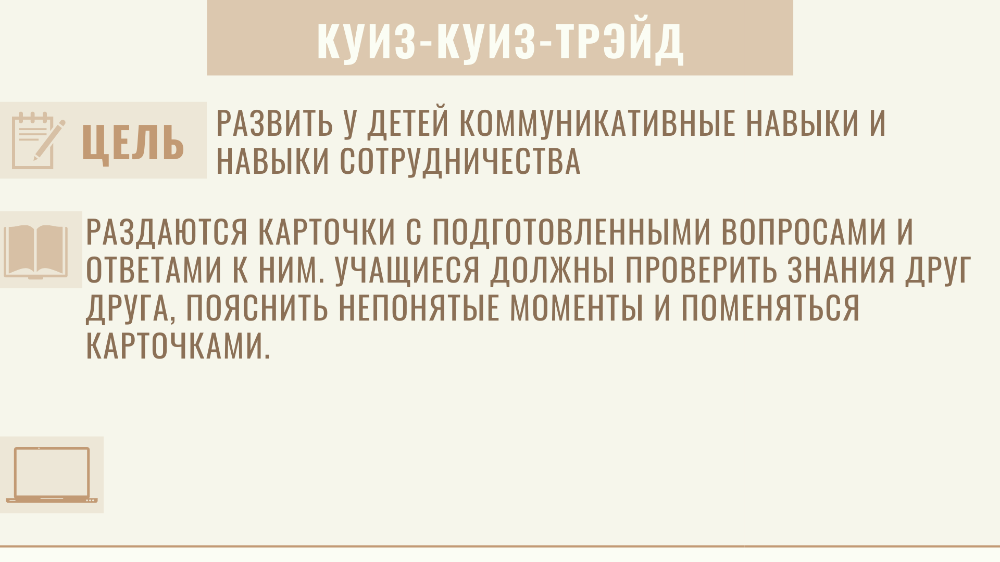 КУИЗ-КУИЗ-ТРЭЙД
ЦЕЛЬ
РАЗВИТЬ У ДЕТЕЙ КОММУНИКАТИВНЫЕ НАВЫКИ И
НАВЫКИ СОТРУДНИЧЕСТВА
РАЗДАЮТСЯ КАРТОЧКИ С ПОДГОТОВЛЕННЫМИ ВОПРОСАМИ И
ОТВЕТАМИ К НИМ. УЧАЩИЕСЯ ДОЛЖНЫ ПРОВЕРИТЬ ЗНАНИЯ ДРУГ
ДРУГА, ПОЯСНИТЬ НЕПОНЯТЫЕ МОМЕНТЫ И ПОМЕНЯТЬСЯ
КАРТОЧКАМИ.